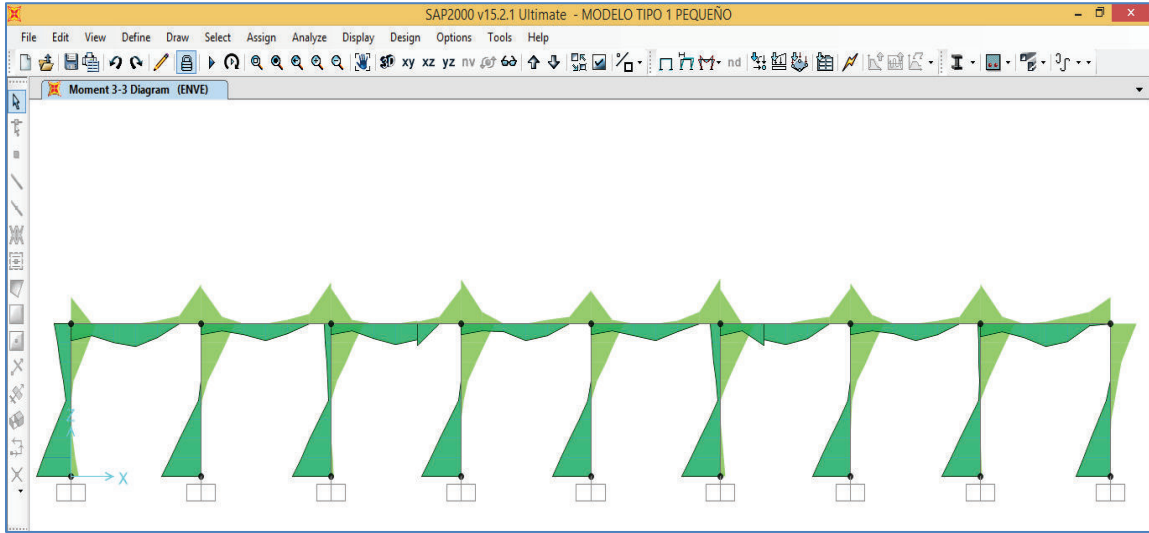 SAP2000 v15.2.1 Ultimate - MODELO TIPO 1 PEQUEÑO
File Edit View Define Draw Select Assign Analyze Display Design Options Tools Help
3D xy xz yz nv nd
Moment 3-3 Diagram (ENVE)
Z
X